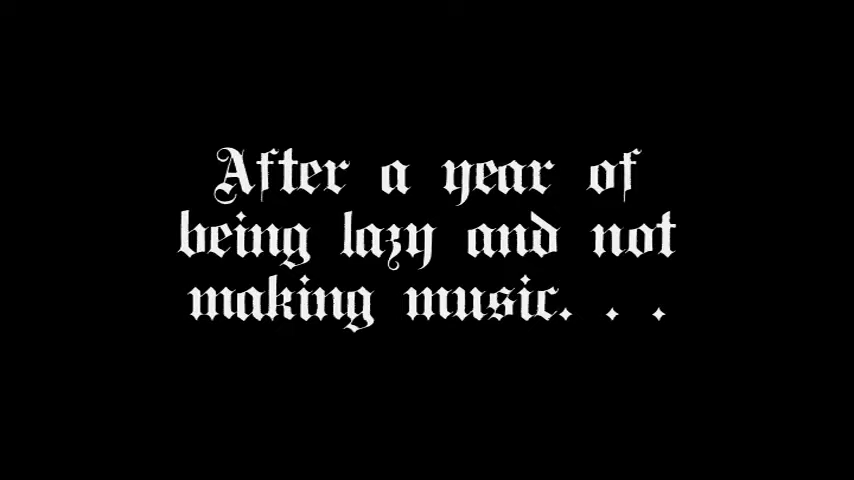 After a year of
being lazy and not
making music. . .